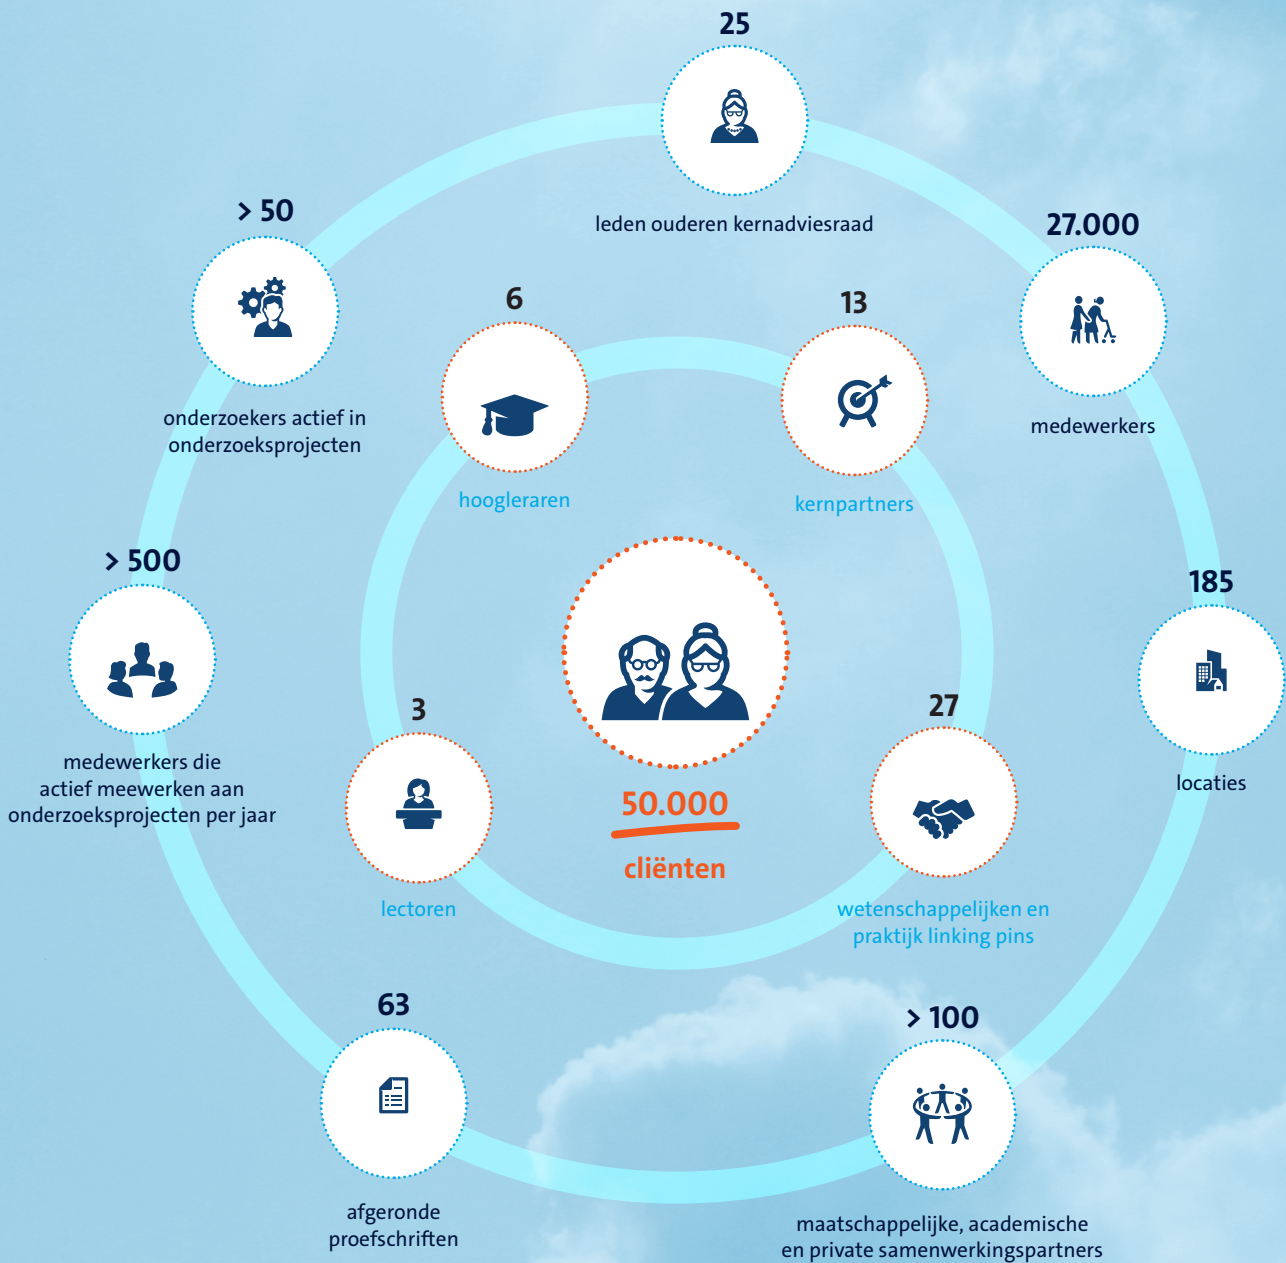 25
leden ouderen kernadviesraad
> 50
onderzoekers actief in
onderzoeksprojecten
27.000
medewerkers
6
hoogleraren
13
kernpartners
> 500
medewerkers die
actief meewerken aan
onderzoeksprojecten per jaar
185
locaties
3
lectoren
50.000
cliënten
27
wetenschappelijken en
praktijk linking pins
63
afgeronde
proefschriften
> 100
maatschappelijke, academische
en private samenwerkingspartners